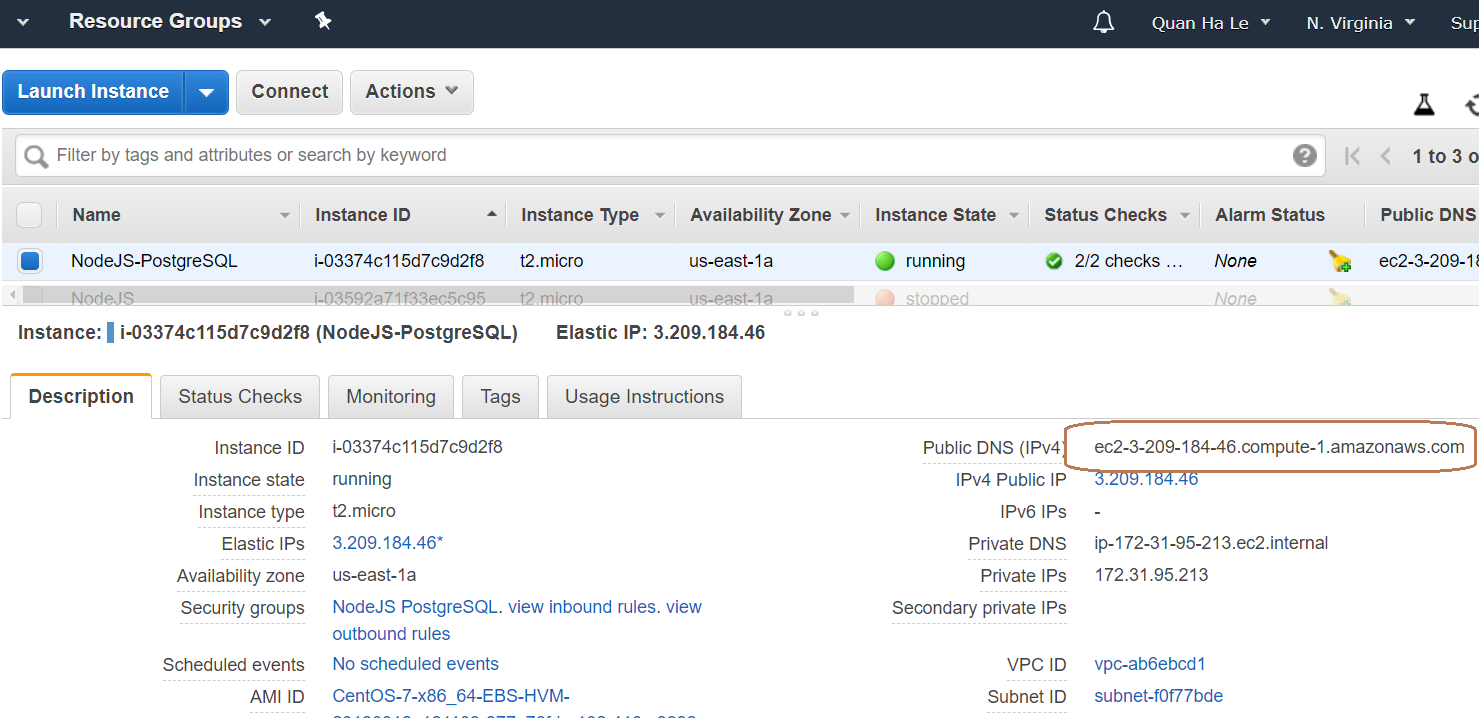 Resource Groups Quan Ha Le N. Virginia Sup
Launch Instance Connect Actions
Filter by tags and attributes or search by keyword ? 1 to 3 o
Name Instance ID Instance Type Availability Zone Instance State Status Checks Alarm Status Public DNS
NodeJS-PostgreSQL i-03374c115d7c9d2f8 t2.micro us-east-1a running 2/2 checks ... None ec2-3-209-18
NodeJS i-03592a71f33ec5c95 t2.micro us-east-1a stopped None
Instance: i-03374c115d7c9d2f8 (NodeJS-PostgreSQL) Elastic IP: 3.209.184.46
Description Status Checks Monitoring Tags Usage Instructions
Instance ID i-03374c115d7c9d2f8 Public DNS (IPv4) ec2-3-209-184-46.compute-1.amazonaws.com
Instance state running IPv4 Public IP 3.209.184.46
Instance type t2.micro IPv6 IPs -
Elastic IPs 3.209.184.46* Private DNS ip-172-31-95-213.ec2.internal
Availability zone us-east-1a Private IPs 172.31.95.213
Security groups NodeJS PostgreSQL. view inbound rules. view Secondary private IPs
outbound rules
Scheduled events No scheduled events VPC ID vpc-ab6ebcd1
AMI ID CentOS-7-x86_64-EBS-HVM- Subnet ID subnet-f0f77bde